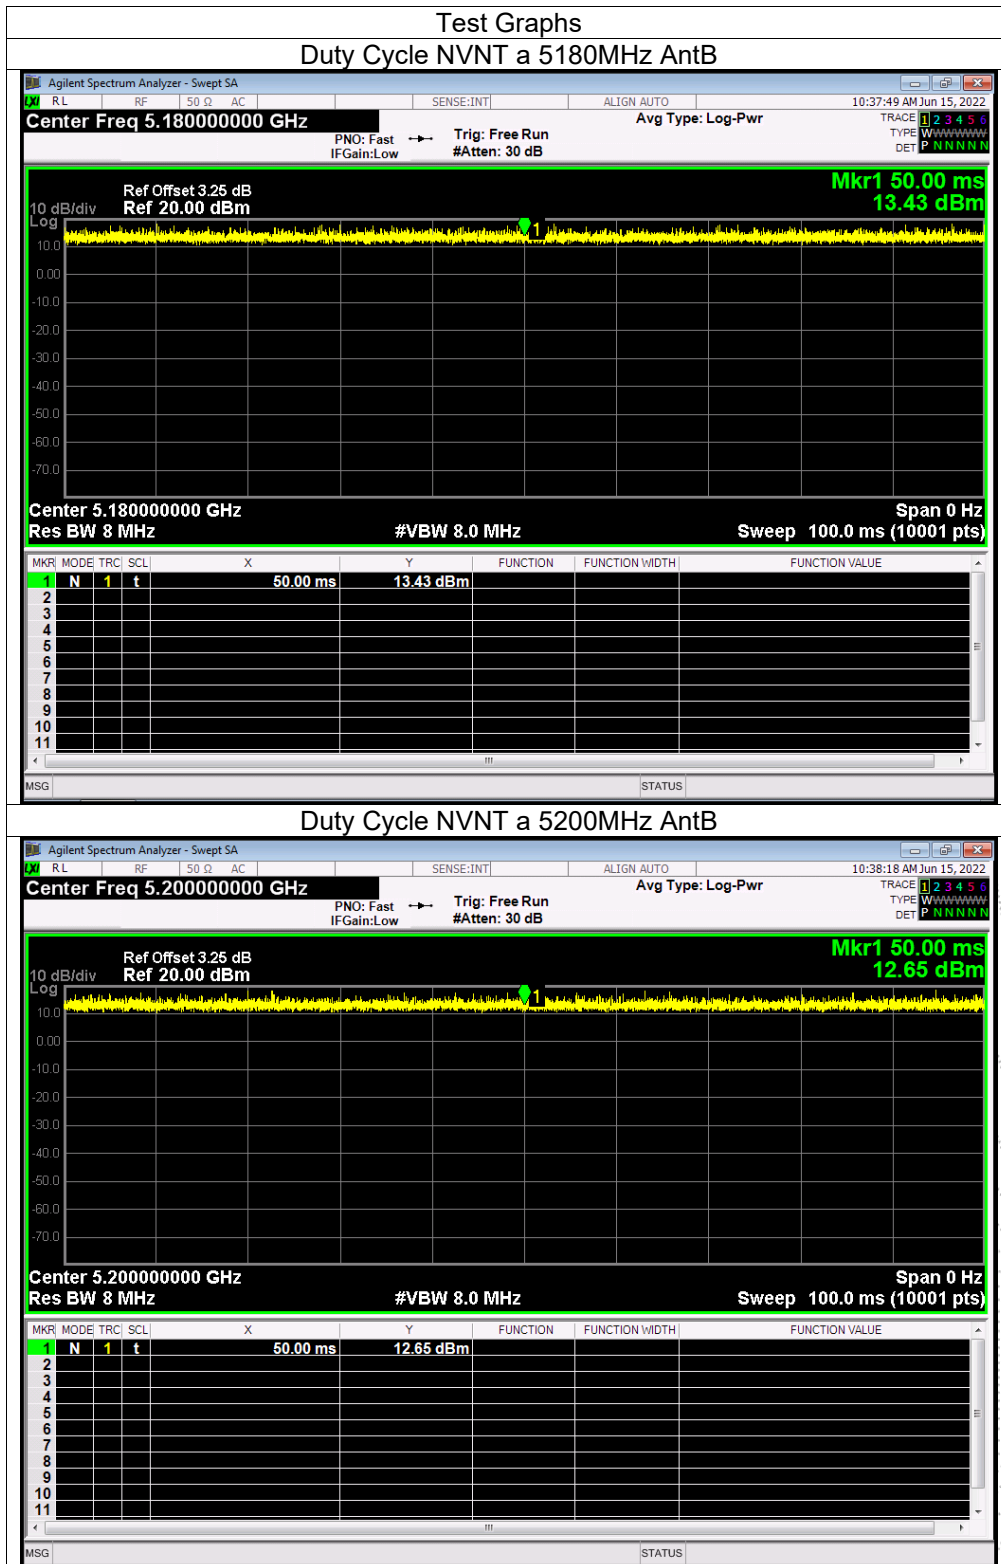 Test Graphs
Duty Cycle NVNT a 5180MHz AntB
Agilent Spectrum Analyzer - Swept SA
LXI RL RF 50 Ω AC SENSE:INT ALIGN AUTO 10:37:49 AM Jun 15, 2022
Center Freq 5.180000000 GHz Avg Type: Log-Pwr TRACE 1 2 3 4 5 6
PNO: Fast Trig: Free Run TYPE WWWWWW
IFGain:Low #Atten: 30 dB DET P N N N N N
Mkr1 50.00 ms
Ref Offset 3.25 dB
10 dB/div Ref 20.00 dBm 13.43 dBm
Log
1
10.0
0.00
-10.0
-20.0
-30.0
-40.0
-50.0
-60.0
-70.0
Center 5.180000000 GHz Span 0 Hz
Res BW 8 MHz #VBW 8.0 MHz Sweep 100.0 ms (10001 pts)
MKR MODE TRC SCL X Y FUNCTION FUNCTION WIDTH FUNCTION VALUE
1 N 1 t 50.00 ms 13.43 dBm
2
3
4
5
6
7
8
9
10
11
MSG STATUS
Duty Cycle NVNT a 5200MHz AntB
Agilent Spectrum Analyzer - Swept SA
LXI RL RF 50 Ω AC SENSE:INT ALIGN AUTO 10:38:18 AM Jun 15, 2022
Center Freq 5.200000000 GHz Avg Type: Log-Pwr TRACE 1 2 3 4 5 6
PNO: Fast Trig: Free Run TYPE WWWWWW
IFGain:Low #Atten: 30 dB DET P N N N N N
Mkr1 50.00 ms
Ref Offset 3.25 dB
10 dB/div Ref 20.00 dBm 12.65 dBm
Log
1
10.0
0.00
-10.0
-20.0
-30.0
-40.0
-50.0
-60.0
-70.0
Center 5.200000000 GHz Span 0 Hz
Res BW 8 MHz #VBW 8.0 MHz Sweep 100.0 ms (10001 pts)
MKR MODE TRC SCL X Y FUNCTION FUNCTION WIDTH FUNCTION VALUE
1 N 1 t 50.00 ms 12.65 dBm
2
3
4
5
6
7
8
9
10
11
MSG STATUS